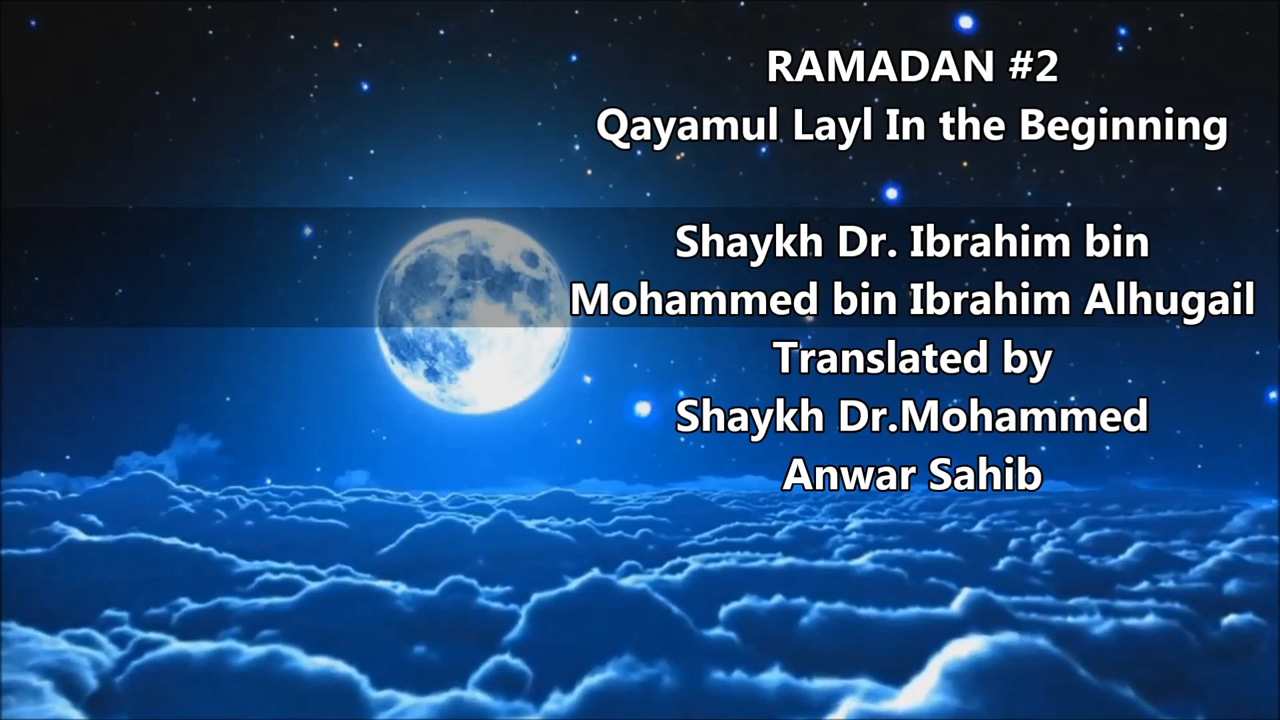 RAMADAN #2
Qayamul Layl In the Beginning
Shaykh Dr. Ibrahim bin
Mohammed bin Ibrahim Alhugail
Translated by
Shaykh Dr.Mohammed
Anwar Sahib